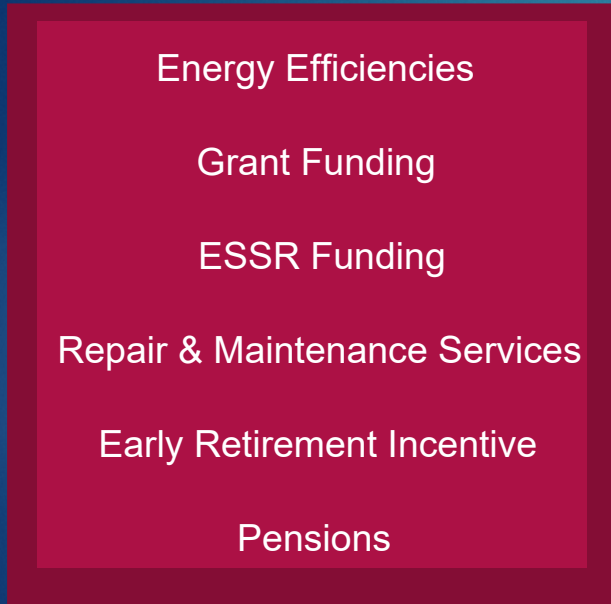 Energy Efficiencies
Grant Funding
ESSR Funding
Repair & Maintenance Services
Early Retirement Incentive
Pensions